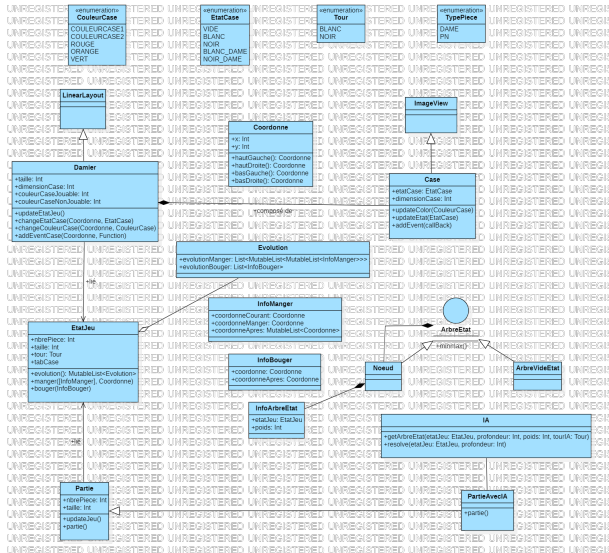 «enumeration»
CouleurCase
COULEURCASE1
COULEURCASE2
ROUGE
ORANGE
VERT
«enumeration»
EtatCase
VIDE
BLANC
NOIR
BLANC_DAME
NOIR_DAME
«enumeration»
Tour
BLANC
NOIR
«enumeration»
TypePiece
DAME
PN
LinearLayout
ImageView
Coordonne
+x: Int
+y: Int
+hautGauche(): Coordonne
+hautDroite(): Coordonne
+basGauche(): Coordonne
+basDroite(): Coordonne
Damier
+taille: Int
+dimensionCase: Int
+couleurCaseJouable: Int
+couleurCaseNonJouable: Int
+updateEtatJeu()
+changeEtatCase(Coordonne, EtatCase)
+changeCouleurCase(Coordonne, CouleurCase)
+addEventCase(Coordonne, Function)
Case
+etatCase: EtatCase
+dimensionCase: Int
+updateColor(CouleurCase)
+updateEtat(EtatCase)
+addEvent(callBack)
+composé de
Evolution
+evolutionManger: List<MutableList<MutableList<InfoManger>>>
+evolutionBouger: List<InfoBouger>
+lié
InfoManger
+coordonneCourant: Coordonne
+coordonneManger: Coordonne
+coordonneApres: MutableList<Coordonne>
ArbreEtat
+minmax()
EtatJeu
+nbrePiece: Int
+taille: Int
+tour: Tour
+tabCase
+evolution(): MutableList<Evolution>
+manger([InfoManger], Coordonne)
+bouger(InfoBouger)
InfoBouger
+coordonne: Coordonne
+coordonneApres: Coordonne
Noeud
ArbreVideEtat
InfoArbreEtat
+etatJeu: EtatJeu
+poids: Int
IA
+getArbreEtat(etatJeu: EtatJeu, profondeur: Int, poids: Int, tourIA: Tour)
+resolve(etatJeu: EtatJeu, profondeur: Int)
+lié
Partie
+nbrePiece: Int
+taille: Int
+updateJeu()
+partie()
PartieAvecIA
+partie()